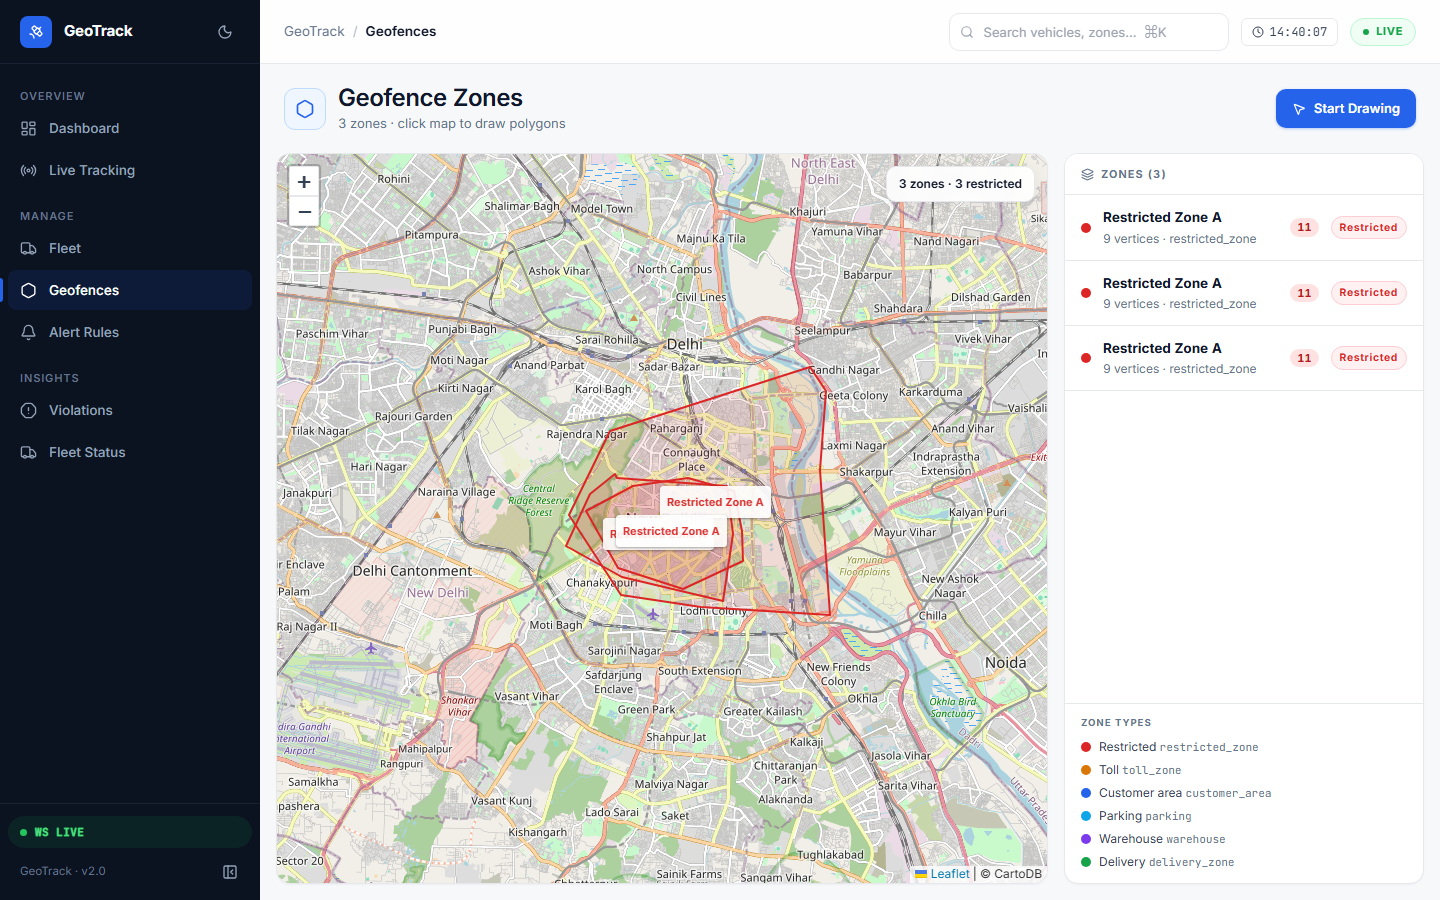 GeoTrack
GeoTrack / Geofences
Search vehicles, zones... ⌘K
14:40:07
LIVE
OVERVIEW
Dashboard
Live Tracking
MANAGE
Fleet
Geofences
Alert Rules
INSIGHTS
Violations
Fleet Status
WS LIVE
GeoTrack · v2.0
Geofence Zones
3 zones · click map to draw polygons
Start Drawing
+
−
3 zones · 3 restricted
North East
Delhi
Rohini
Shalimar Bagh
Model Town
Khajuri
Pitampura
Majnu Ka Tila
Yamuna Vihar
Nand Nagari
Ashok Vihar
North Campus
Babarpur
Civil Lines
Dilshad Garden
Shahdara
Paschim Vihar
Punjabi Bagh
Seelampur
Sarai Rohilla
Delhi
Vivek Vihar
Moti Nagar
Anand Parbat
Sadar Bazar
Gandhi Nagar
Kirti Nagar
Karol Bagh
Geeta Colony
Karkarduma
Vaishali
Rajouri Garden
Tilak Nagar
Rajendra Nagar
Paharganj
Anand Vihar
Laxmi Nagar
Connaught
Place
Indraprastha
Extension
Hari Nagar
Shakarpur
Janakpuri
Naraina Village
Central
Ridge Reserve
Forest
Restricted Zone A
Kalyan Puri
Restricted Zone A
Mayur Vihar
Yamuna
Floodplains
Delhi Cantonment
New Delhi
Chanakyapuri
New Ashok
Nagar
Palam
Lodhi Colony
Chilla
Raj Nagar II
Moti Bagh
Sarojini Nagar
Noida
Safdarjung
Enclave
South Extension
New Friends
Colony
Shankar
Vihar
Vasant Vihar
Okhla
Okhla Bird
Sanctuary
Green Park
Greater Kailash
Shahpur Jat
Kalkaji
Mahipalpur
Rangpuri
Jasola Vihar
Chittaranjan
Park
Samalkha
Malviya Nagar
Sarita Vihar
Vasant Kunj
Alaknanda
Lado Sarai
Saket
Kishangarh
Tughlakabad
Sector 20
Sainik Farms
Sangam Vihar
Leaflet | © CartoDB
ZONES (3)
Restricted Zone A
9 vertices · restricted_zone
11
Restricted
Restricted Zone A
9 vertices · restricted_zone
11
Restricted
Restricted Zone A
9 vertices · restricted_zone
11
Restricted
ZONE TYPES
Restricted restricted_zone
Toll toll_zone
Customer area customer_area
Parking parking
Warehouse warehouse
Delivery delivery_zone